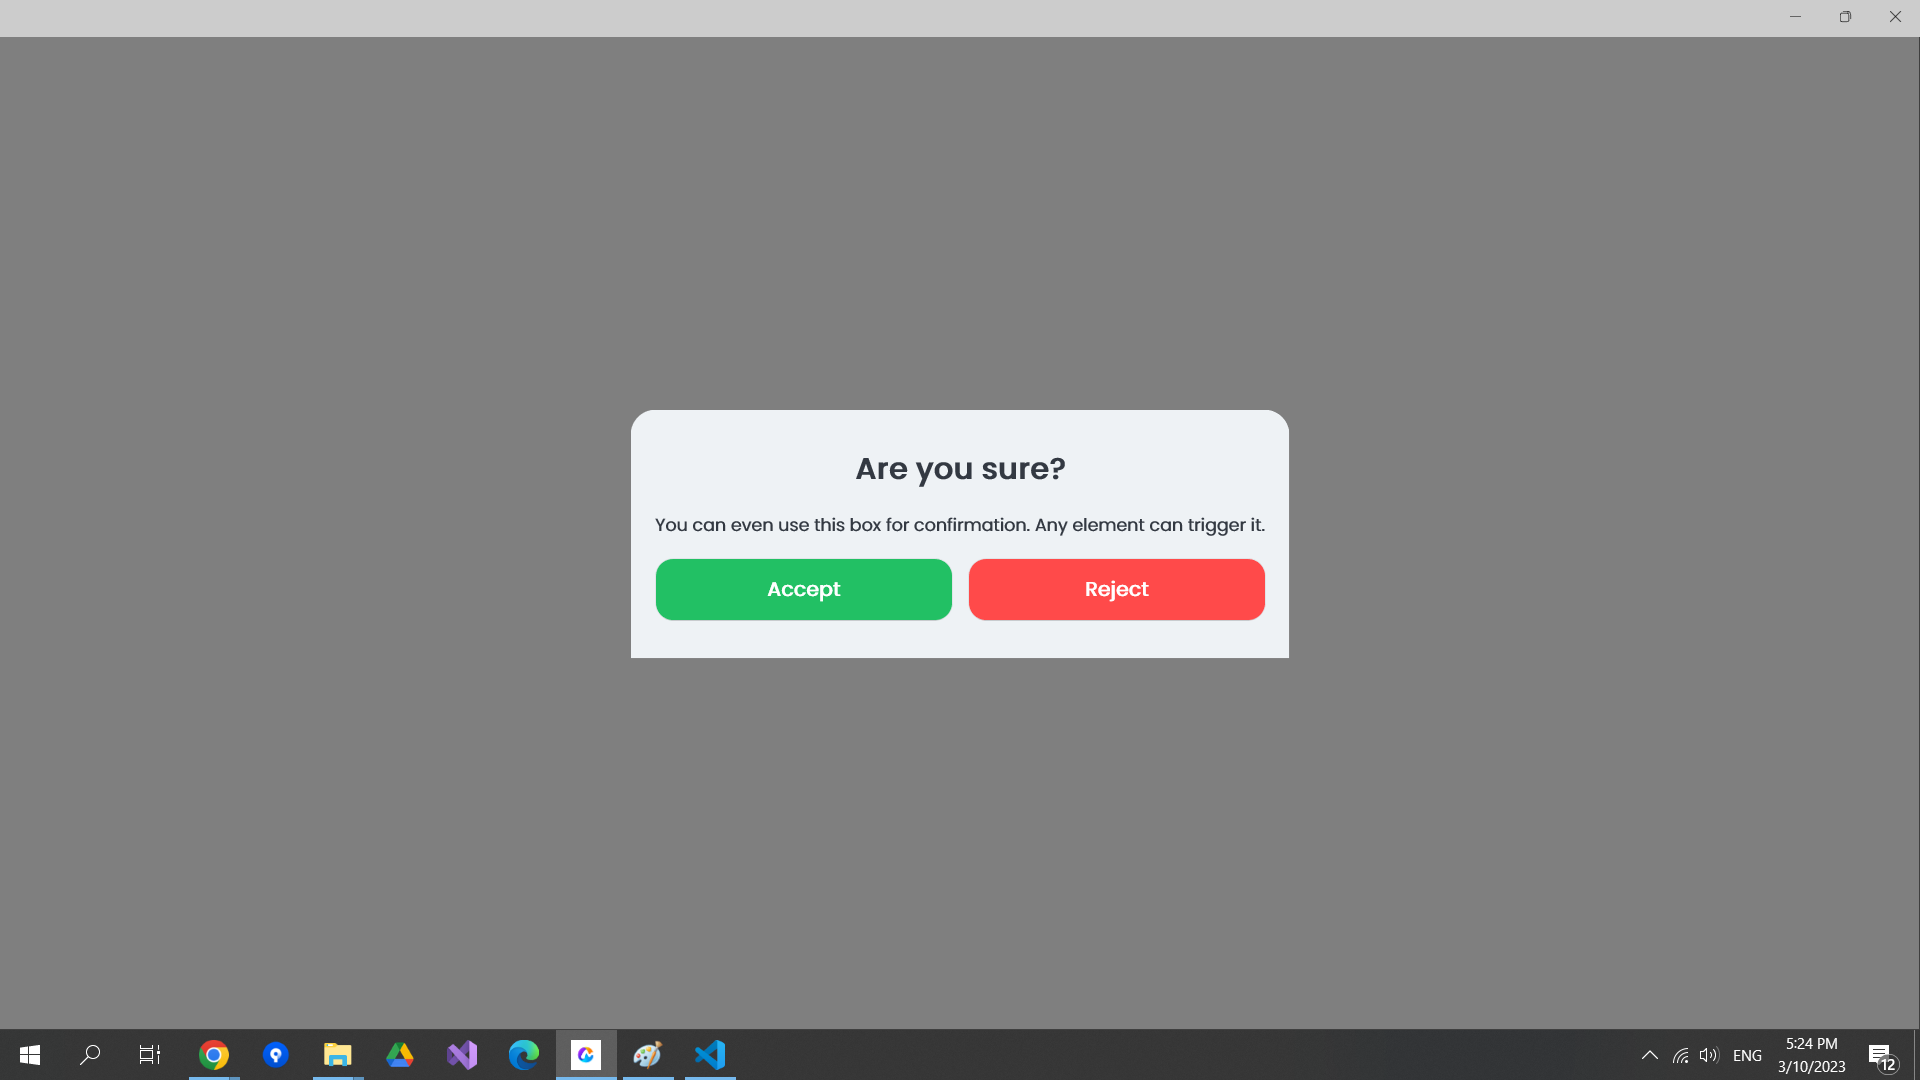 Are you sure?
You can even use this box for confirmation. Any element can trigger it.
Accept
Reject
ENG
5:24 PM
3/10/2023
12